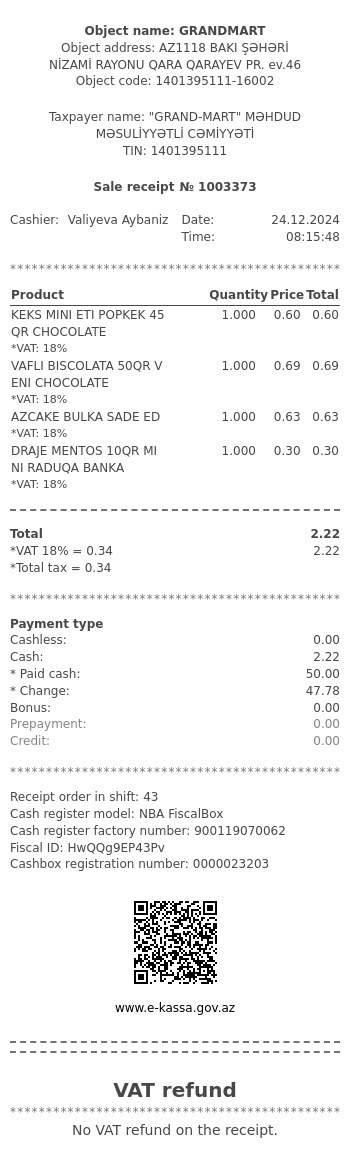 Object name: GRANDMART
Object address: AZ1118 BAKI ŞƏHƏRİ
NİZAMİ RAYONU QARA QARAYEV PR. ev.46
Object code: 1401395111-16002
Taxpayer name: "GRAND-MART" MƏHDUD
MƏSULİYYƏTLİ CƏMİYYƏTİ
TIN: 1401395111
Sale receipt № 1003373
Cashier: Valiyeva Aybaniz Date: 24.12.2024
Time: 08:15:48
********************************************
Product Quantity Price Total
KEKS MINI ETI POPKEK 45 1.000 0.60 0.60
QR CHOCOLATE
*VAT: 18%
VAFLI BISCOLATA 50QR V 1.000 0.69 0.69
ENI CHOCOLATE
*VAT: 18%
AZCAKE BULKA SADE ED 1.000 0.63 0.63
*VAT: 18%
DRAJE MENTOS 10QR MI 1.000 0.30 0.30
NI RADUQA BANKA
*VAT: 18%
Total 2.22
*VAT 18% = 0.34 2.22
*Total tax = 0.34
********************************************
Payment type
Cashless: 0.00
Cash: 2.22
* Paid cash: 50.00
* Change: 47.78
Bonus: 0.00
Prepayment: 0.00
Credit: 0.00
********************************************
Receipt order in shift: 43
Cash register model: NBA FiscalBox
Cash register factory number: 900119070062
Fiscal ID: HwQQg9EP43Pv
Cashbox registration number: 0000023203
www.e-kassa.gov.az
VAT refund
********************************************
No VAT refund on the receipt.